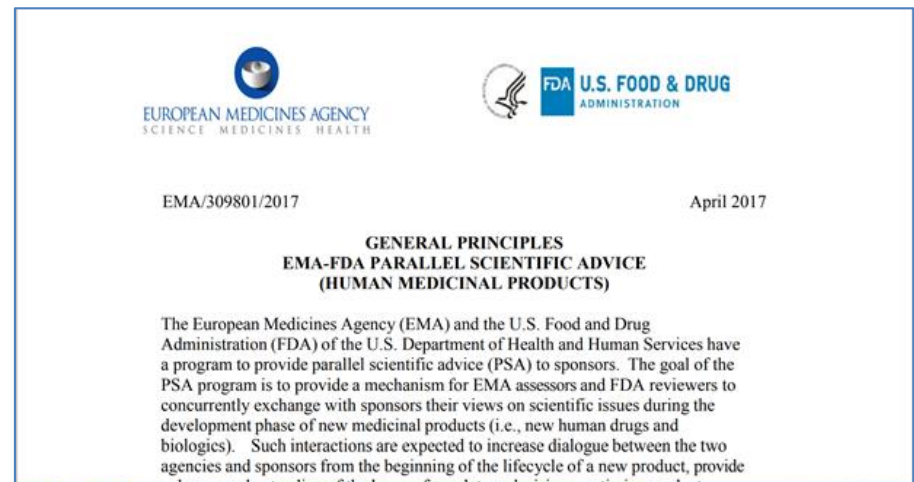 EUROPEAN MEDICINES AGENCY
SCIENCE MEDICINES HEALTH
FDA U.S. FOOD & DRUG
ADMINISTRATION
EMA/309801/2017 April 2017
GENERAL PRINCIPLES
EMA-FDA PARALLEL SCIENTIFIC ADVICE
(HUMAN MEDICINAL PRODUCTS)
The European Medicines Agency (EMA) and the U.S. Food and Drug
Administration (FDA) of the U.S. Department of Health and Human Services have
a program to provide parallel scientific advice (PSA) to sponsors. The goal of the
PSA program is to provide a mechanism for EMA assessors and FDA reviewers to
concurrently exchange with sponsors their views on scientific issues during the
development phase of new medicinal products (i.e., new human drugs and
biologics). Such interactions are expected to increase dialogue between the two
agencies and sponsors from the beginning of the lifecycle of a new product, provide